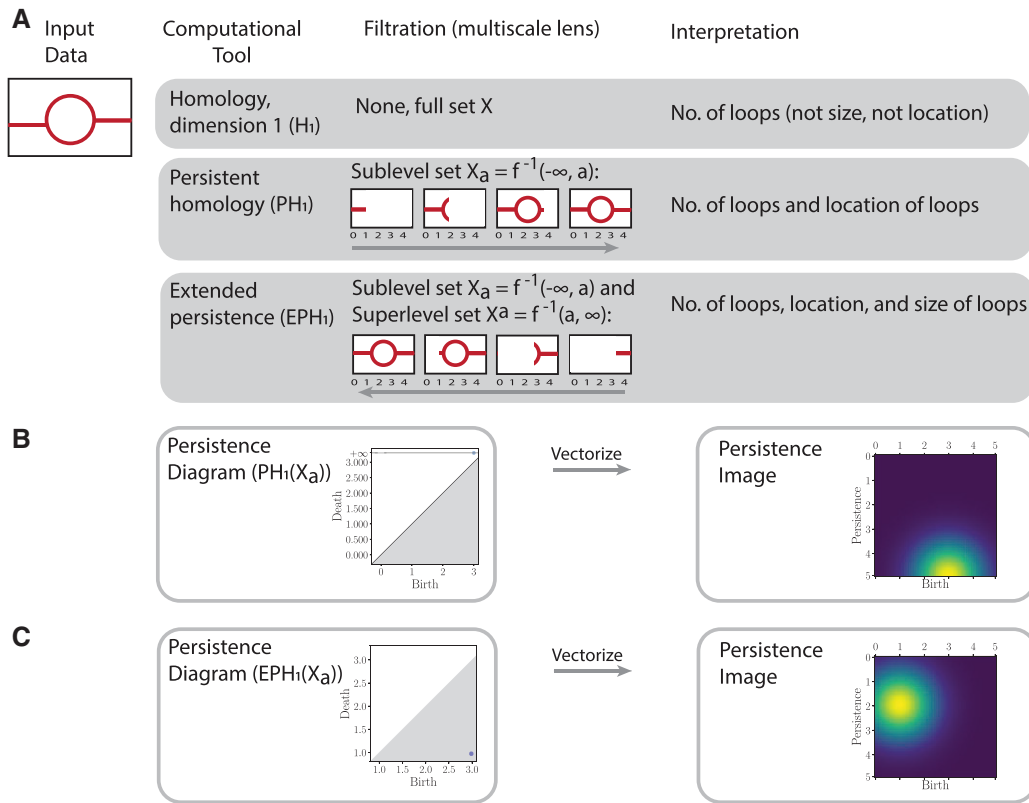 A
Input
Data
Computational
Tool
Filtration (multiscale lens)
Interpretation
Homology,
dimension 1 (H₁)
None, full set X
No. of loops (not size, not location)
Persistent
homology (PH₁)
Sublevel set Xa = f⁻¹(-∞, a):
0 1 2 3 4
0 1 2 3 4
0 1 2 3 4
0 1 2 3 4
No. of loops and location of loops
Extended
persistence (EPH₁)
Sublevel set Xa = f⁻¹(-∞, a) and
Superlevel set Xᵃ = f⁻¹(a, ∞):
0 1 2 3 4
0 1 2 3 4
0 1 2 3 4
0 1 2 3 4
No. of loops, location, and size of loops
B
Persistence
Diagram (PH₁(Xa))
+∞
3.000
2.500
2.000
1.500
1.000
0.500
0.000
Death
0 1 2 3
Birth
Vectorize
Persistence
Image
0 1 2 3 4 5
0
1
2
3
4
5
Persistence
Birth
C
Persistence
Diagram (EPH₁(Xa))
3.0
2.5
2.0
1.5
1.0
Death
1.0 1.5 2.0 2.5 3.0
Birth
Vectorize
Persistence
Image
0 1 2 3 4 5
0
1
2
3
4
5
Persistence
Birth